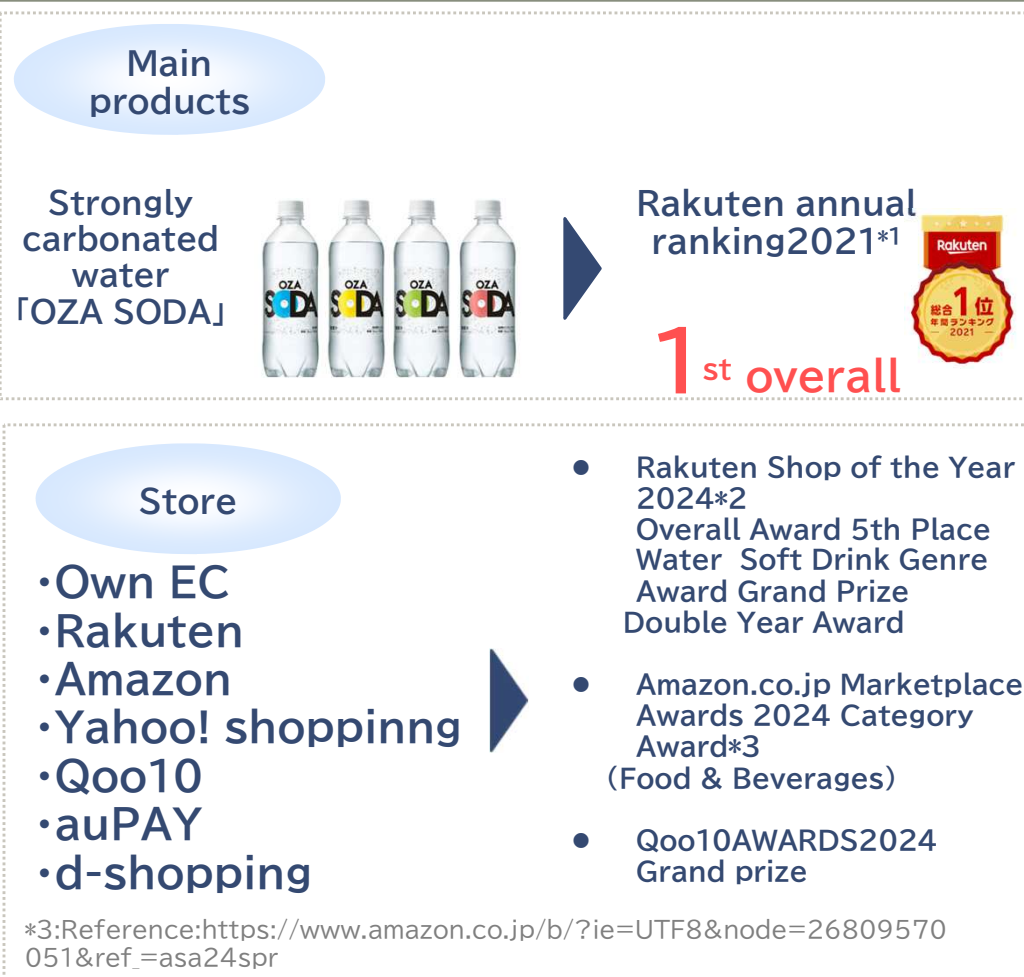 Main
products
Strongly
carbonated
water
「OZA SODA」
OZA
SODA
OZA
SODA
OZA
SODA
OZA
SODA
Rakuten annual
ranking2021*1
Rakuten
総合1位
年間ランキング
2021
1st overall
Store
・Own EC
・Rakuten
・Amazon
・Yahoo! shoppinng
・Qoo10
・auPAY
・d-shopping
● Rakuten Shop of the Year
2024*2
Overall Award 5th Place
Water Soft Drink Genre
Award Grand Prize
Double Year Award
● Amazon.co.jp Marketplace
Awards 2024 Category
Award*3
(Food & Beverages)
● Qoo10AWARDS2024
Grand prize
*3:Reference:https://www.amazon.co.jp/b/?ie=UTF8&node=26809570
051&ref_=asa24spr